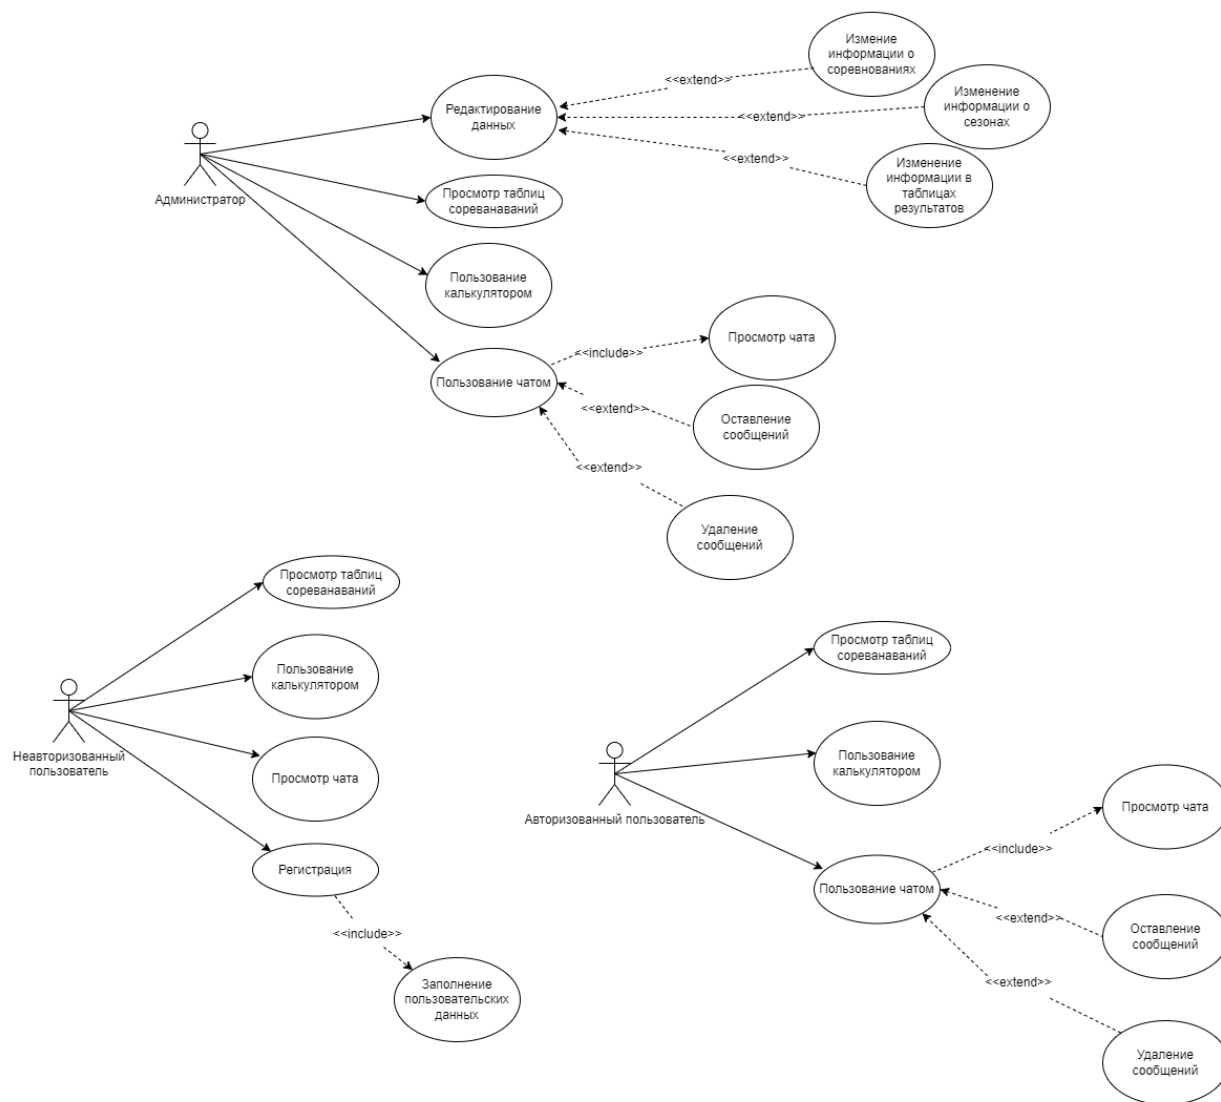 Измение
информации о
соревнованиях
<<extend>>
Редактирование
данных
Изменение
информации о
сезонах
<<extend>>
<<extend>>
Изменение
информации в
таблицах
результатов
Администратор
Просмотр таблиц
сореванаваний
Пользование
калькулятором
Просмотр чата
<<include>>
Пользование чатом
<<extend>>
Оставление
сообщений
<<extend>>
Удаление
сообщений
Просмотр таблиц
сореванаваний
Пользование
калькулятором
Неавторизованный
пользователь
Просмотр чата
Регистрация
<<include>>
Заполнение
пользовательских
данных
Просмотр таблиц
сореванаваний
Пользование
калькулятором
Авторизованный пользователь
Просмотр чата
<<include>>
Пользование чатом
<<extend>>
Оставление
сообщений
<<extend>>
Удаление
сообщений